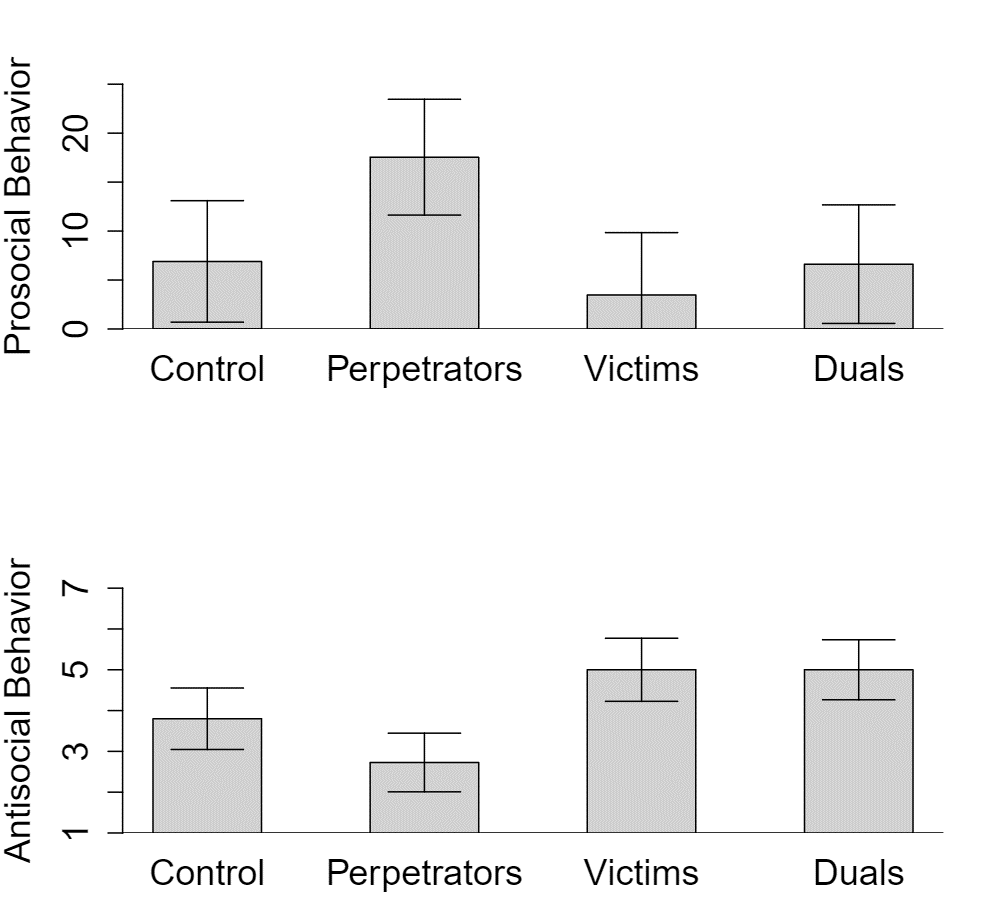 Prosocial Behavior
20
10
0
Control Perpetrators Victims Duals
Antisocial Behavior
7
5
3
1
Control Perpetrators Victims Duals